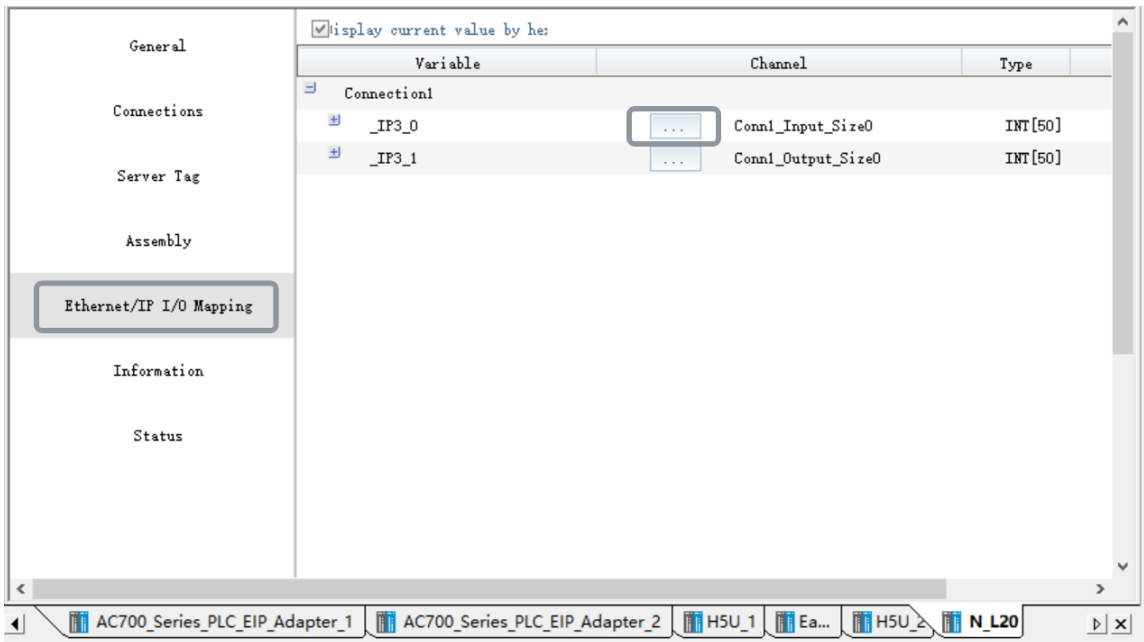 General
Connections
Server Tag
Assembly
Ethernet/IP I/O Mapping
Information
Status
isplay current value by he
Variable Channel Type
Connection1
_IP3_0 ... Conn1_Input_Size0 INT[50]
_IP3_1 ... Conn1_Output_Size0 INT[50]
AC700_Series_PLC_EIP_Adapter_1 AC700_Series_PLC_EIP_Adapter_2 H5U_1 Ea... H5U_2 N_L20